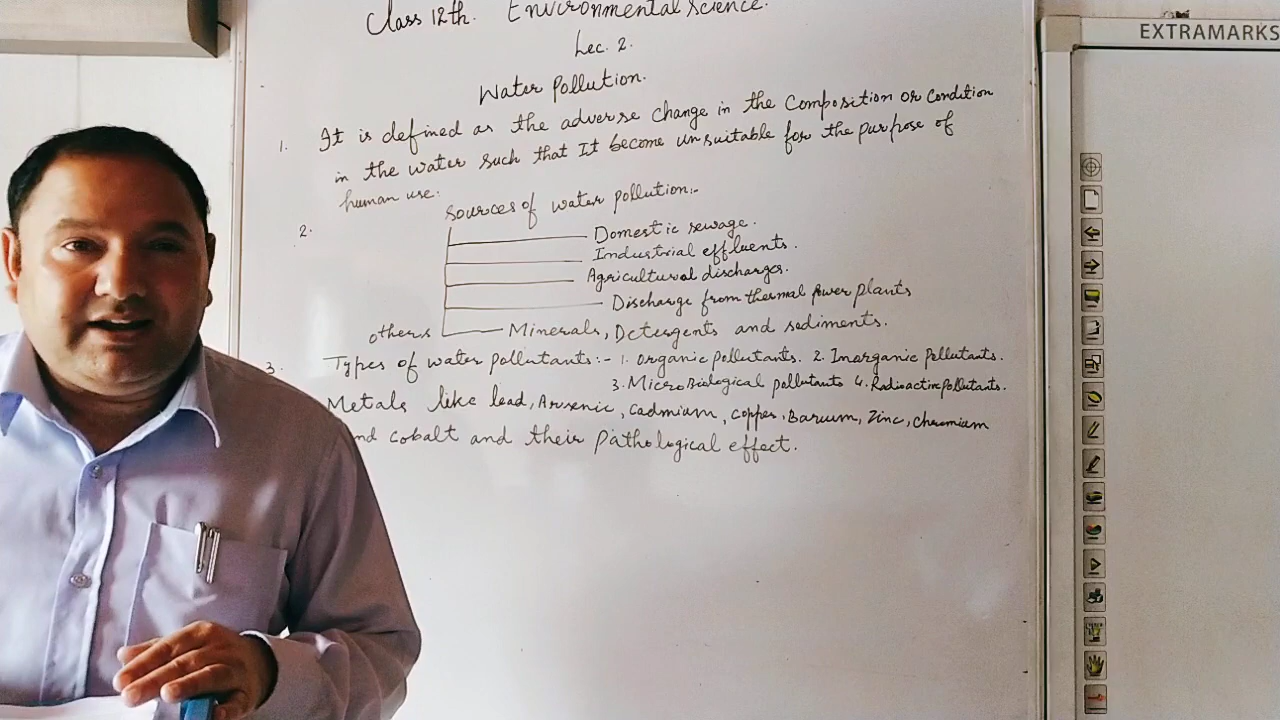 Class 12th. Environmental Science.
EXTRAMARKS
Lec. 2.
Water Pollution.
1. It is defined as the adverse change in the composition or condition
in the water such that It become unsuitable for the purpose of
human use.
2. Sources of water pollution:-
Domestic sewage.
Industrial effluents.
Agricultural discharges.
Discharge from thermal power plants
others Minerals, Detergents and sediments.
3. Types of water pollutants:- 1. organic pollutants. 2. Inorganic Pollutants.
3. MicroBiological pollutants 4. Radioactive Pollutants.
Metals like lead, Arsenic, Cadmium, copper, Barium, Zinc, Chromium
nd cobalt and their Pathological effect.